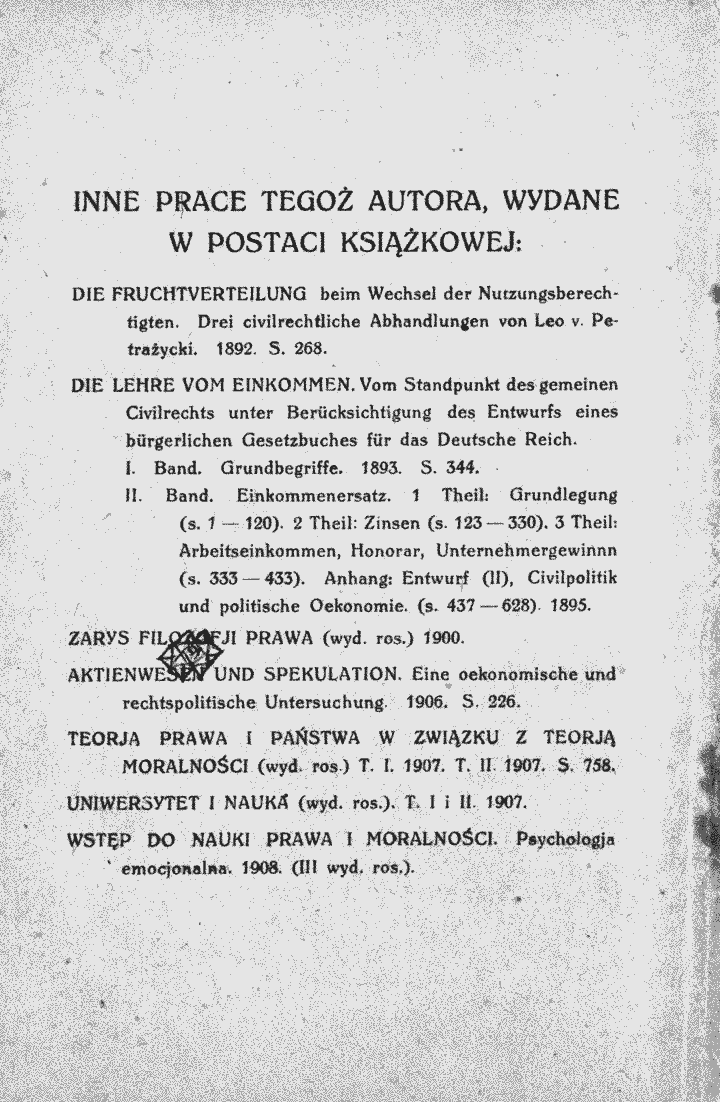 INNE PRACE TEGOŻ AUTORA, WYDANE
W POSTACI KSIĄŻKOWEJ:
DIE FRUCHTVERTEILUNG beim Wechsel der Nutzungsberech-
tigten. Drei civilrechtliche Abhandlungen von Leo v. Pe-
trażycki. 1892. S. 268.
DIE LEHRE VOM EINKOMMEN. Vom Standpunkt des gemeinen
Civilrechts unter Berücksichtigung des Entwurfs eines
bürgerlichen Gesetzbuches für das Deutsche Reich.
I. Band. Grundbegriffe. 1893. S. 344.
II. Band. Einkommenersatz. 1 Theil: Grundlegung
(s. 1 — 120). 2 Theil: Zinsen (s. 123 — 330). 3 Theil:
Arbeitseinkommen, Honorar, Unternehmergewinnn
(s. 333 — 433). Anhang: Entwurf (II), Civilpolitik
und politische Oekonomie. (s. 437 — 628). 1895.
ZARYS FILOZOFJI PRAWA (wyd. ros.) 1900.
AKTIENWESEN UND SPEKULATION. Eine oekonomische und
rechtspolitische Untersuchung. 1906. S. 226.
TEORJA PRAWA I PAŃSTWA W ZWIĄZKU Z TEORJĄ
MORALNOŚCI (wyd. ros.) T. I. 1907. T. II. 1907. S. 758.
UNIWERSYTET I NAUKA (wyd. ros.). T. I i II. 1907.
WSTĘP DO NAUKI PRAWA I MORALNOŚCI. Psychologja
emocjonalna. 1908. (III wyd. ros.).